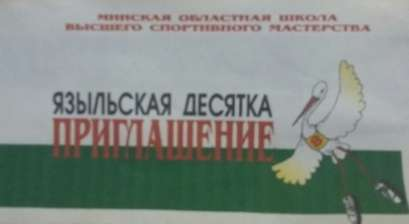 МИНСКАЯ ОБЛАСТНАЯ ШКОЛА
ВЫСШЕГО СПОРТИВНОГО МАСТЕРСТВА
ЯЗЫЛЬСКАЯ ДЕСЯТКА
ПРИГЛАШЕНИЕ